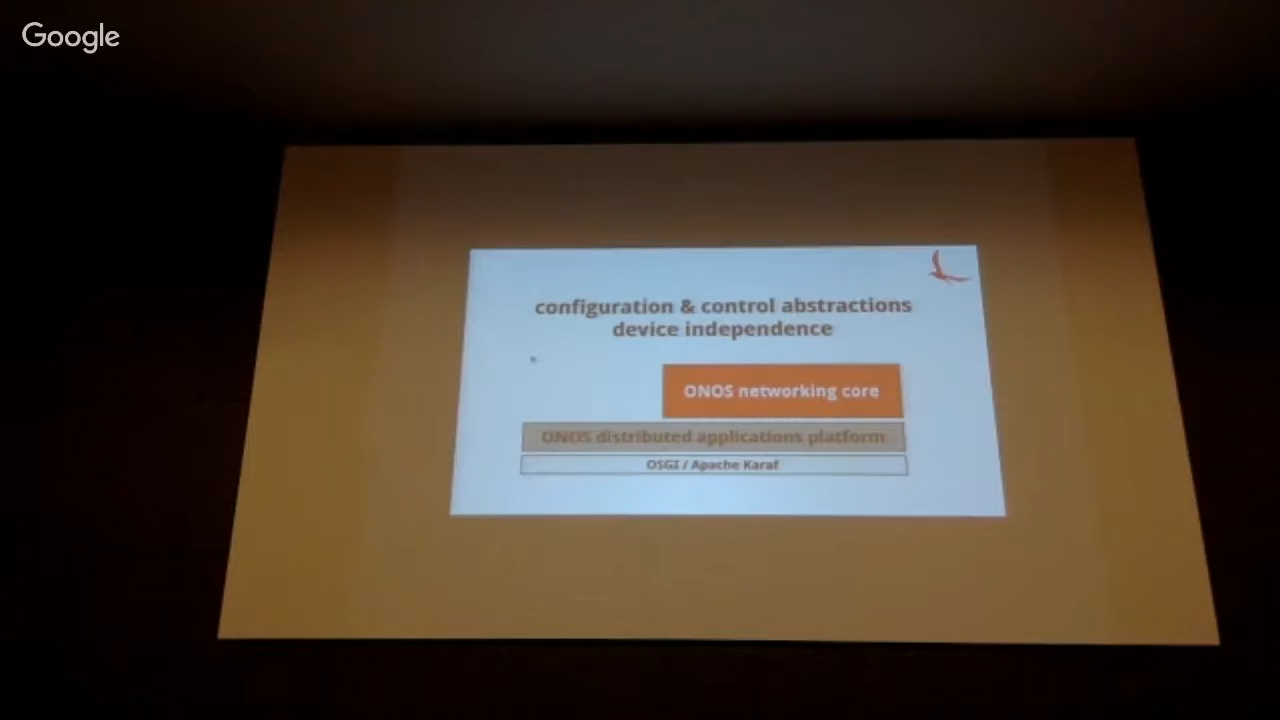 Google
configuration & control abstractions
device independence
ONOS networking core
ONOS distributed applications platform
OSGI / Apache Karaf